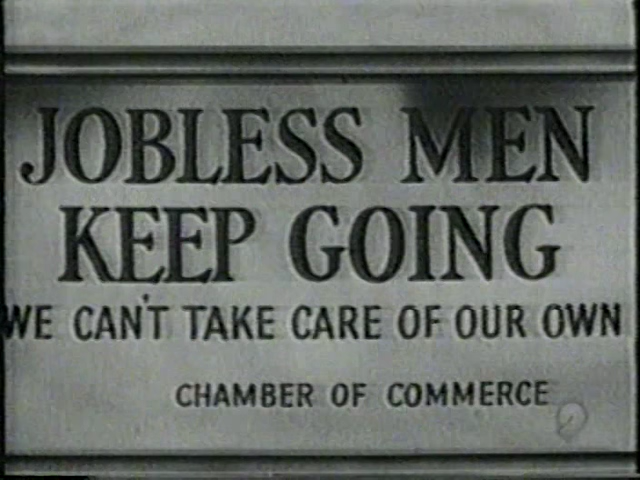 JOBLESS MEN
KEEP GOING
WE CAN'T TAKE CARE OF OUR OWN
CHAMBER OF COMMERCE